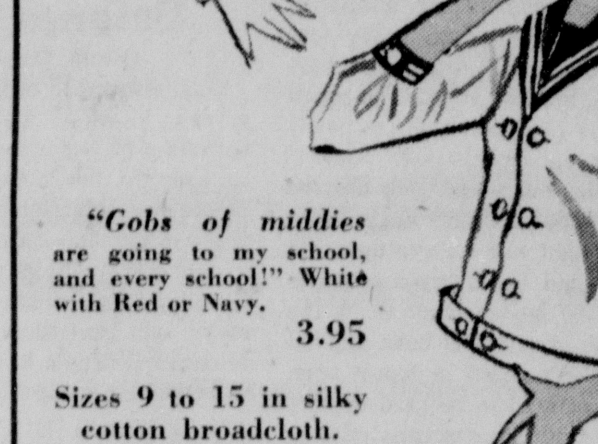 “Gobs of middies
are going to my school,
and every school!” White
with Red or Navy.
3.95
Sizes 9 to 15 in silky
cotton broadcloth.